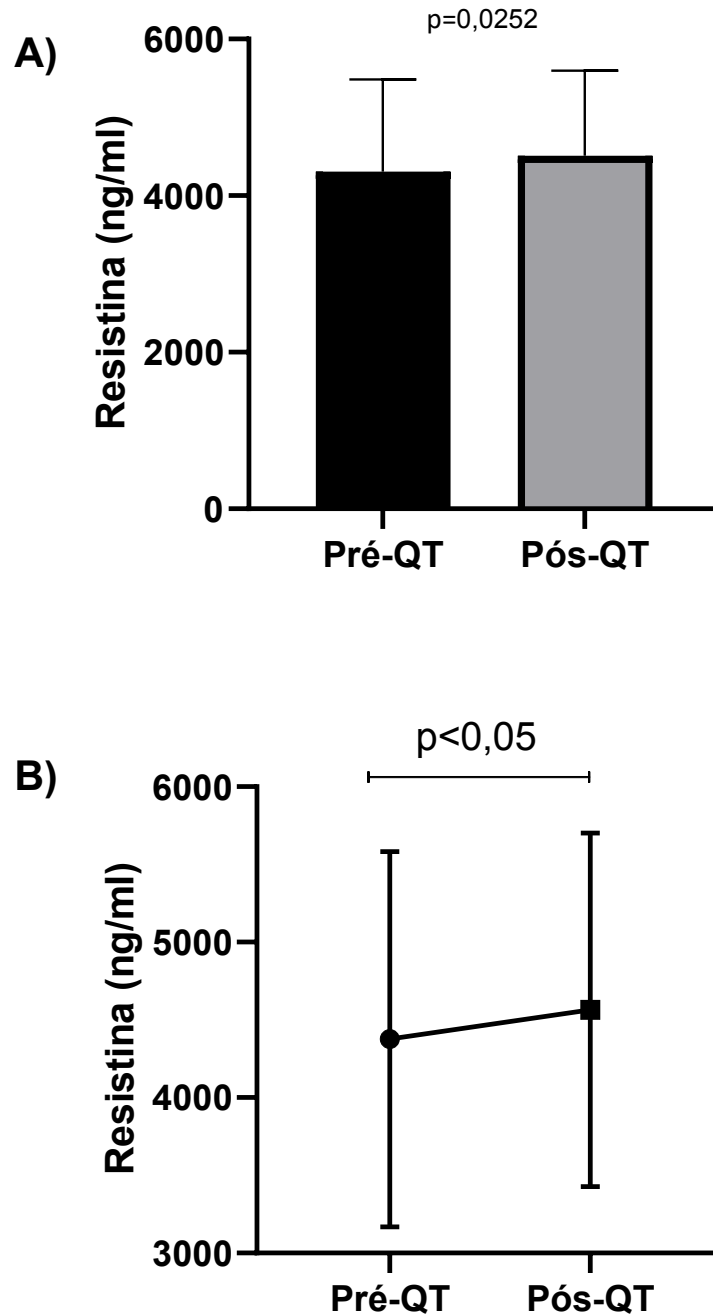 A)
p=0,0252
Resistina (ng/ml)
6000
4000
2000
0
Pré-QT Pós-QT
B)
p<0,05
Resistina (ng/ml)
6000
5000
4000
3000
Pré-QT Pós-QT